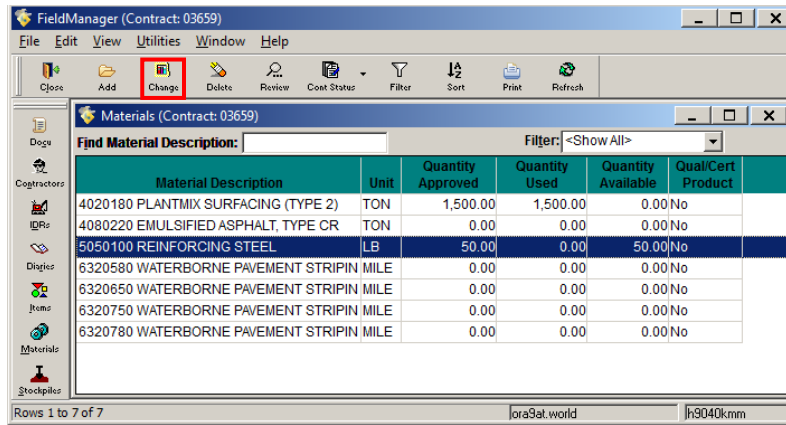 FieldManager (Contract: 03659)
File Edit View Utilities Window Help
Close Add Change Delete Review Cont Status Filter Sort Print Refresh
Materials (Contract: 03659)
Find Material Description: Filter: <Show All>
Material Description Unit Quantity Approved Quantity Used Quantity Available Qual/Cert Product
4020180 PLANTMIX SURFACING (TYPE 2) TON 1,500.00 1,500.00 0.00 No
4080220 EMULSIFIED ASPHALT, TYPE CR TON 0.00 0.00 0.00 No
5050100 REINFORCING STEEL LB 50.00 0.00 50.00 No
6320580 WATERBORNE PAVEMENT STRIPIN MILE 0.00 0.00 0.00 No
6320650 WATERBORNE PAVEMENT STRIPIN MILE 0.00 0.00 0.00 No
6320750 WATERBORNE PAVEMENT STRIPIN MILE 0.00 0.00 0.00 No
6320780 WATERBORNE PAVEMENT STRIPIN MILE 0.00 0.00 0.00 No
Docu
Contractors
IDRs
Diaries
Items
Materials
Stockpiles
Rows 1 to 7 of 7 ora9at.world h9040kmm